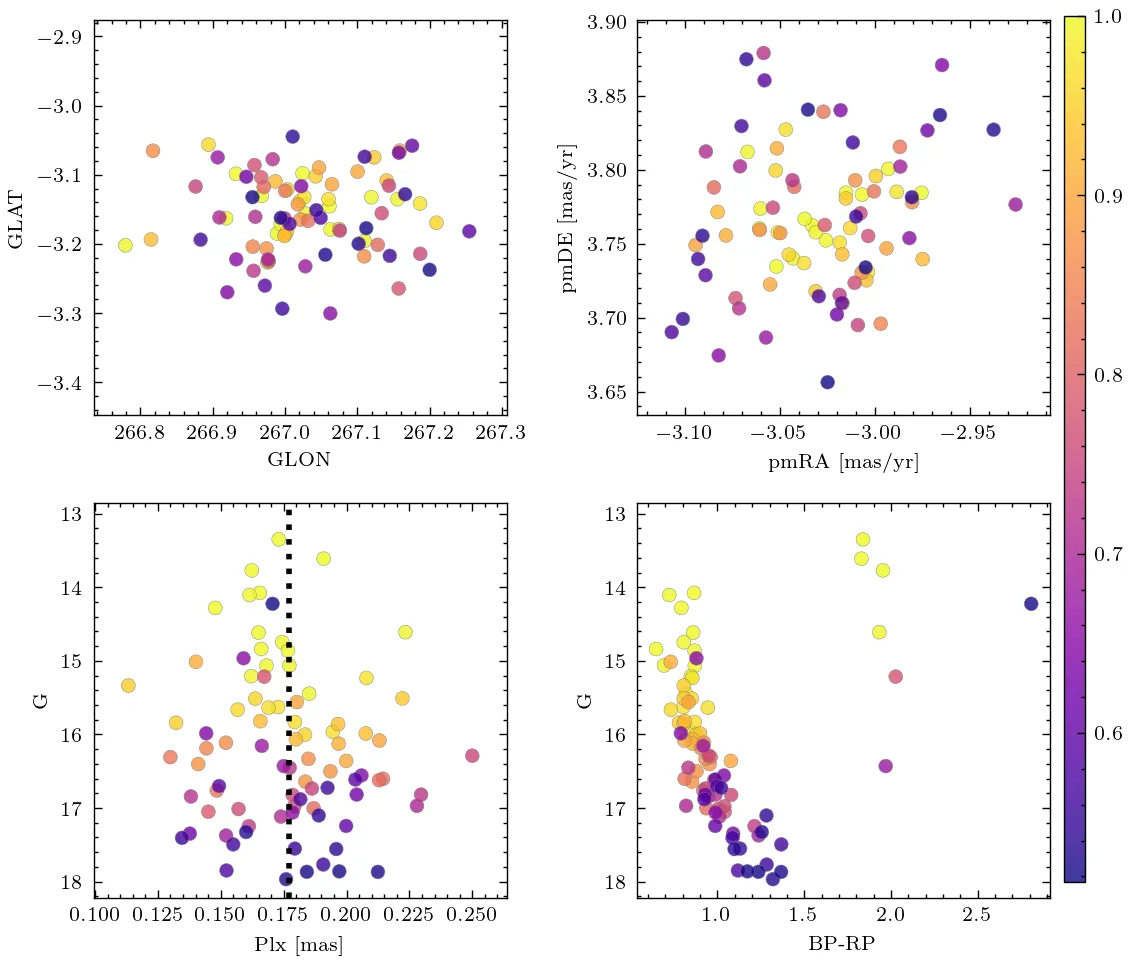 −2.9
−3.0
−3.1
−3.2
−3.3
−3.4
GLAT
266.8 266.9 267.0 267.1 267.2 267.3
GLON
3.90
3.85
3.80
3.75
3.70
3.65
pmDE [mas/yr]
−3.10 −3.05 −3.00 −2.95
pmRA [mas/yr]
13
14
15
16
17
18
G
0.100 0.125 0.150 0.175 0.200 0.225 0.250
Plx [mas]
13
14
15
16
17
18
G
1.0 1.5 2.0 2.5
BP-RP
1.0
0.9
0.8
0.7
0.6